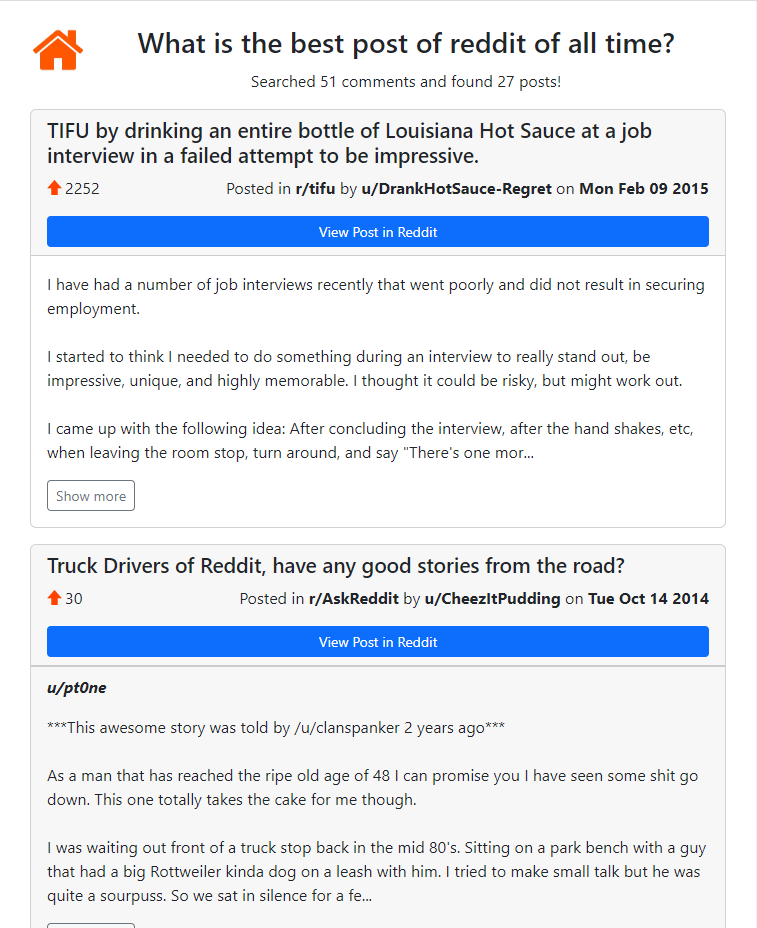 What is the best post of reddit of all time?
Searched 51 comments and found 27 posts!
TIFU by drinking an entire bottle of Louisiana Hot Sauce at a job
interview in a failed attempt to be impressive.
2252 Posted in r/tifu by u/DrankHotSauce-Regret on Mon Feb 09 2015
View Post in Reddit
I have had a number of job interviews recently that went poorly and did not result in securing
employment.
I started to think I needed to do something during an interview to really stand out, be
impressive, unique, and highly memorable. I thought it could be risky, but might work out.
I came up with the following idea: After concluding the interview, after the hand shakes, etc,
when leaving the room stop, turn around, and say "There's one mor...
Show more
Truck Drivers of Reddit, have any good stories from the road?
30 Posted in r/AskReddit by u/CheezItPudding on Tue Oct 14 2014
View Post in Reddit
u/pt0ne
***This awesome story was told by /u/clanspanker 2 years ago***
As a man that has reached the ripe old age of 48 I can promise you I have seen some shit go
down. This one totally takes the cake for me though.
I was waiting out front of a truck stop back in the mid 80's. Sitting on a park bench with a guy
that had a big Rottweiler kinda dog on a leash with him. I tried to make small talk but he was
quite a sourpuss. So we sat in silence for a fe...